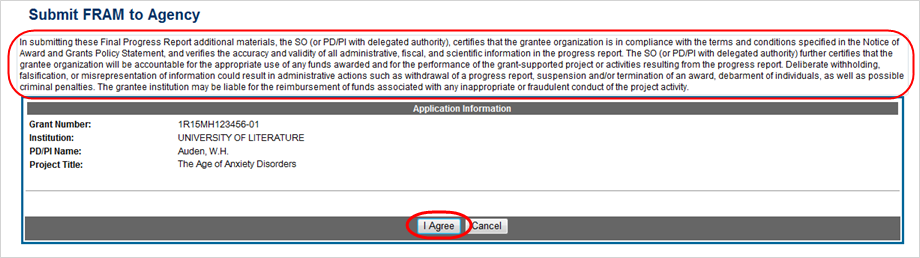 Submit FRAM to Agency
In submitting these Final Progress Report additional materials, the SO (or PD/PI with delegated authority), certifies that the grantee organization is in compliance with the terms and conditions specified in the Notice of
Award and Grants Policy Statement, and verifies the accuracy and validity of all administrative, fiscal, and scientific information in the progress report. The SO (or PD/PI with delegated authority) further certifies that the
grantee organization will be accountable for the appropriate use of any funds awarded and for the performance of the grant-supported project or activities resulting from the progress report. Deliberate withholding,
falsification, or misrepresentation of information could result in administrative actions such as withdrawal of a progress report, suspension and/or termination of an award, debarment of individuals, as well as possible
criminal penalties. The grantee institution may be liable for the reimbursement of funds associated with any inappropriate or fraudulent conduct of the project activity.
Application Information
Grant Number: 1R15MH123456-01
Institution: UNIVERSITY OF LITERATURE
PD/PI Name: Auden, W.H.
Project Title: The Age of Anxiety Disorders
I Agree Cancel